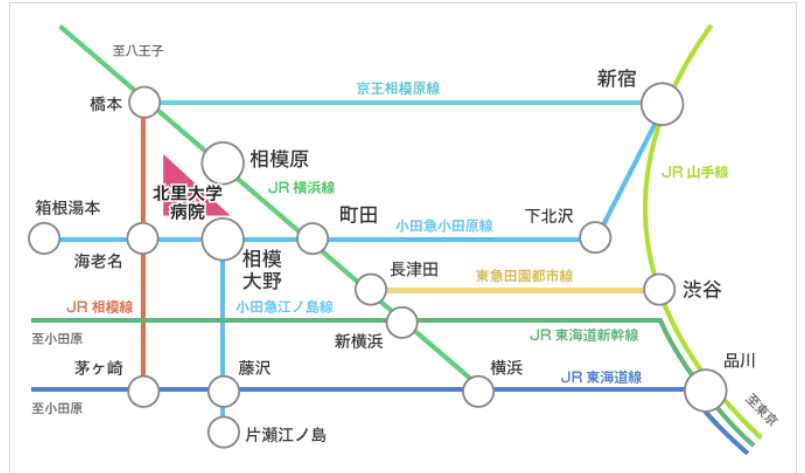 至八王子
新宿
京王相模原線
橋本
相模原
JR 山手線
北里大学
病院
JR 横浜線
箱根湯本
町田
小田急小田原線
下北沢
海老名
相模
大野
長津田
東急田園都市線
渋谷
JR 相模線
小田急江ノ島線
至小田原
新横浜
JR 東海道新幹線
茅ヶ崎
藤沢
横浜
JR 東海道線
品川
至小田原
至東京
片瀬江ノ島